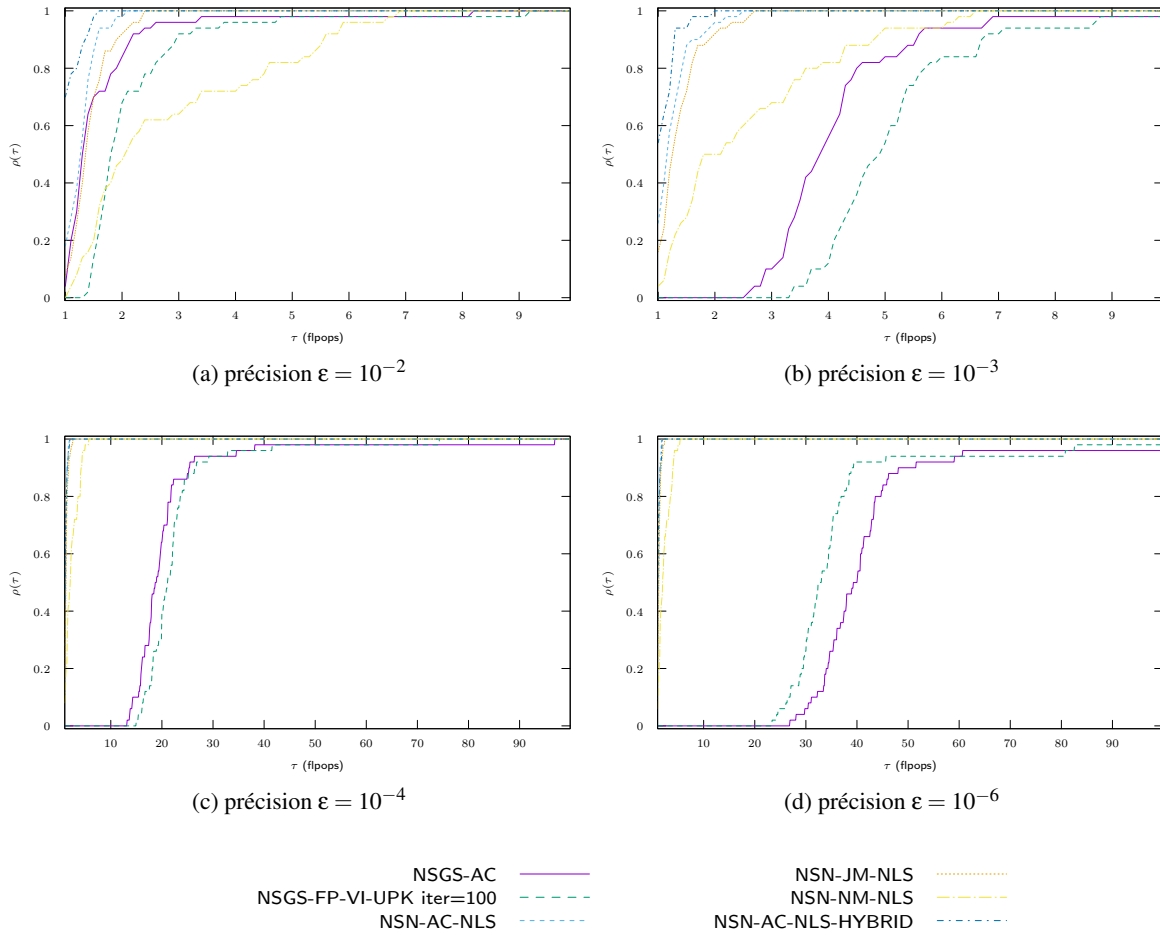 1
0.8
0.6
0.4
0.2
0
ρ(τ)
1 2 3 4 5 6 7 8 9
τ (flpops)
(a) précision ε = 10⁻²
1
0.8
0.6
0.4
0.2
0
ρ(τ)
1 2 3 4 5 6 7 8 9
τ (flpops)
(b) précision ε = 10⁻³
1
0.8
0.6
0.4
0.2
0
ρ(τ)
10 20 30 40 50 60 70 80 90
τ (flpops)
(c) précision ε = 10⁻⁴
1
0.8
0.6
0.4
0.2
0
ρ(τ)
10 20 30 40 50 60 70 80 90
τ (flpops)
(d) précision ε = 10⁻⁶
NSGS-AC
NSGS-FP-VI-UPK iter=100
NSN-AC-NLS
NSN-JM-NLS
NSN-NM-NLS
NSN-AC-NLS-HYBRID